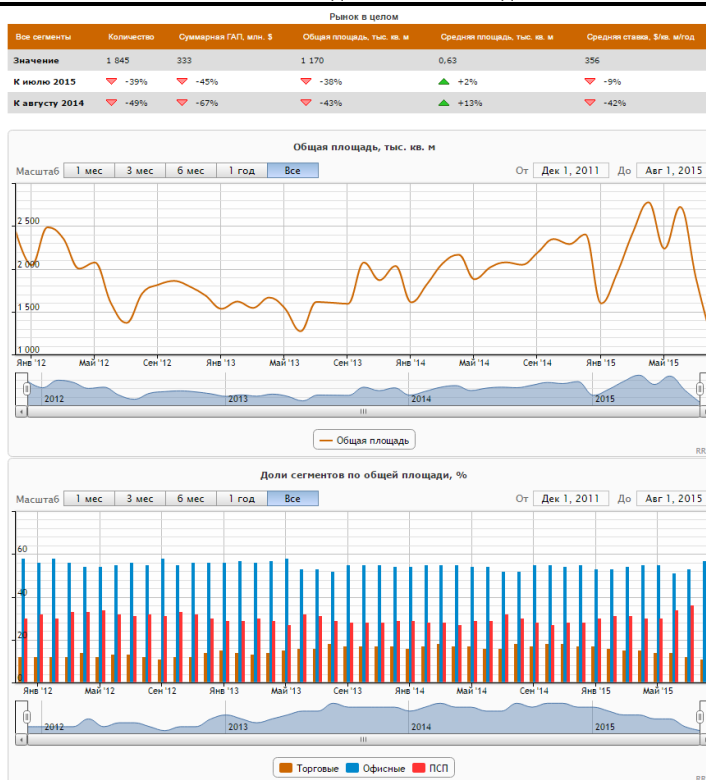 Рынок в целом
Все сегменты Количество Суммарная ГАП, млн. $ Общая площадь, тыс. кв. м Средняя площадь, тыс. кв. м Средняя ставка, $/кв. м/год
Значение 1 845 333 1 170 0,63 356
К июлю 2015 -39% -45% -38% +2% -9%
К августу 2014 -49% -67% -43% +13% -42%
Общая площадь, тыс. кв. м
Масштаб 1 мес 3 мес 6 мес 1 год Все От Дек 1, 2011 До Авг 1, 2015
2 500
2 000
1 500
1 000
Янв '12 Май '12 Сен '12 Янв '13 Май '13 Сен '13 Янв '14 Май '14 Сен '14 Янв '15 Май '15
2012 2013 2014 2015
Общая площадь
RR
Доли сегментов по общей площади, %
Масштаб 1 мес 3 мес 6 мес 1 год Все От Дек 1, 2011 До Авг 1, 2015
60
40
20
0
Янв '12 Май '12 Сен '12 Янв '13 Май '13 Сен '13 Янв '14 Май '14 Сен '14 Янв '15 Май '15
2012 2013 2014 2015
Торговые Офисные ПСП
RR